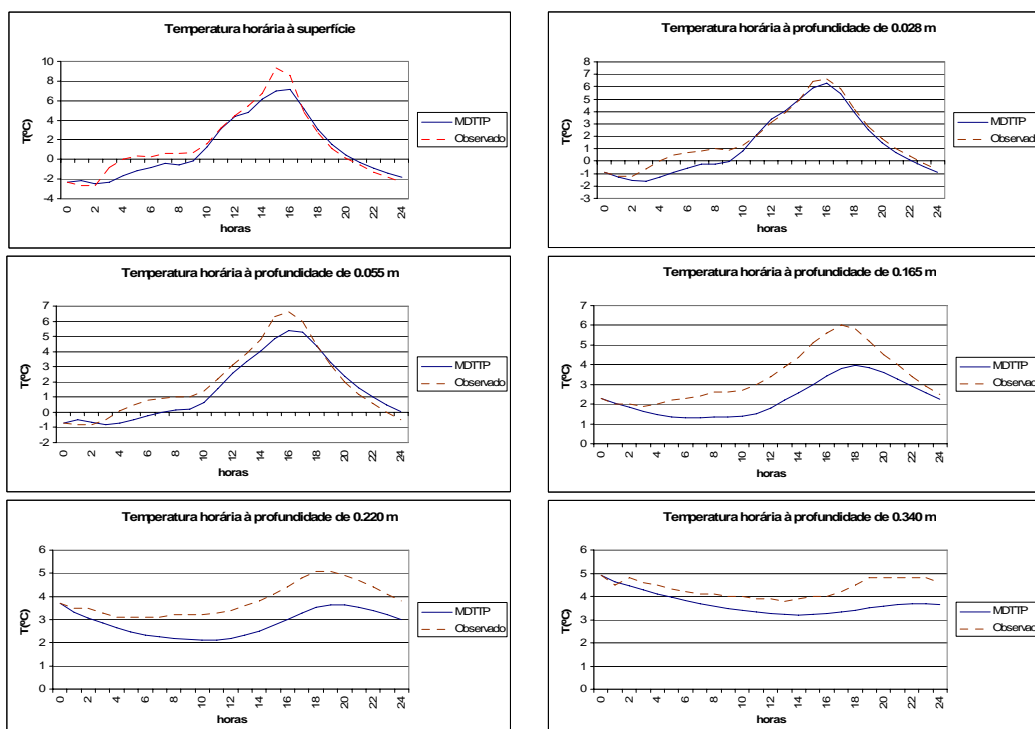 Temperatura horária à superfície
10
8
6
4
2
0
-2
-4
T(ºC)
0 2 4 6 8 10 12 14 16 18 20 22 24
horas
MDTTP
Observado
Temperatura horária à profundidade de 0.028 m
8
7
6
5
4
3
2
1
0
-1
-2
-3
T(ºC)
0 2 4 6 8 10 12 14 16 18 20 22 24
horas
MDTTP
Observado
Temperatura horária à profundidade de 0.055 m
7
6
5
4
3
2
1
0
-1
-2
T(ºC)
0 2 4 6 8 10 12 14 16 18 20 22 24
horas
MDTTP
Observado
Temperatura horária à profundidade de 0.165 m
7
6
5
4
3
2
1
0
T(ºC)
0 2 4 6 8 10 12 14 16 18 20 22 24
horas
MDTTP
Observado
Temperatura horária à profundidade de 0.220 m
6
5
4
3
2
1
0
T(ºC)
0 2 4 6 8 10 12 14 16 18 20 22 24
horas
MDTTP
Observado
Temperatura horária à profundidade de 0.340 m
6
5
4
3
2
1
0
T(ºC)
0 2 4 6 8 10 12 14 16 18 20 22 24
horas
MDTTP
Observado